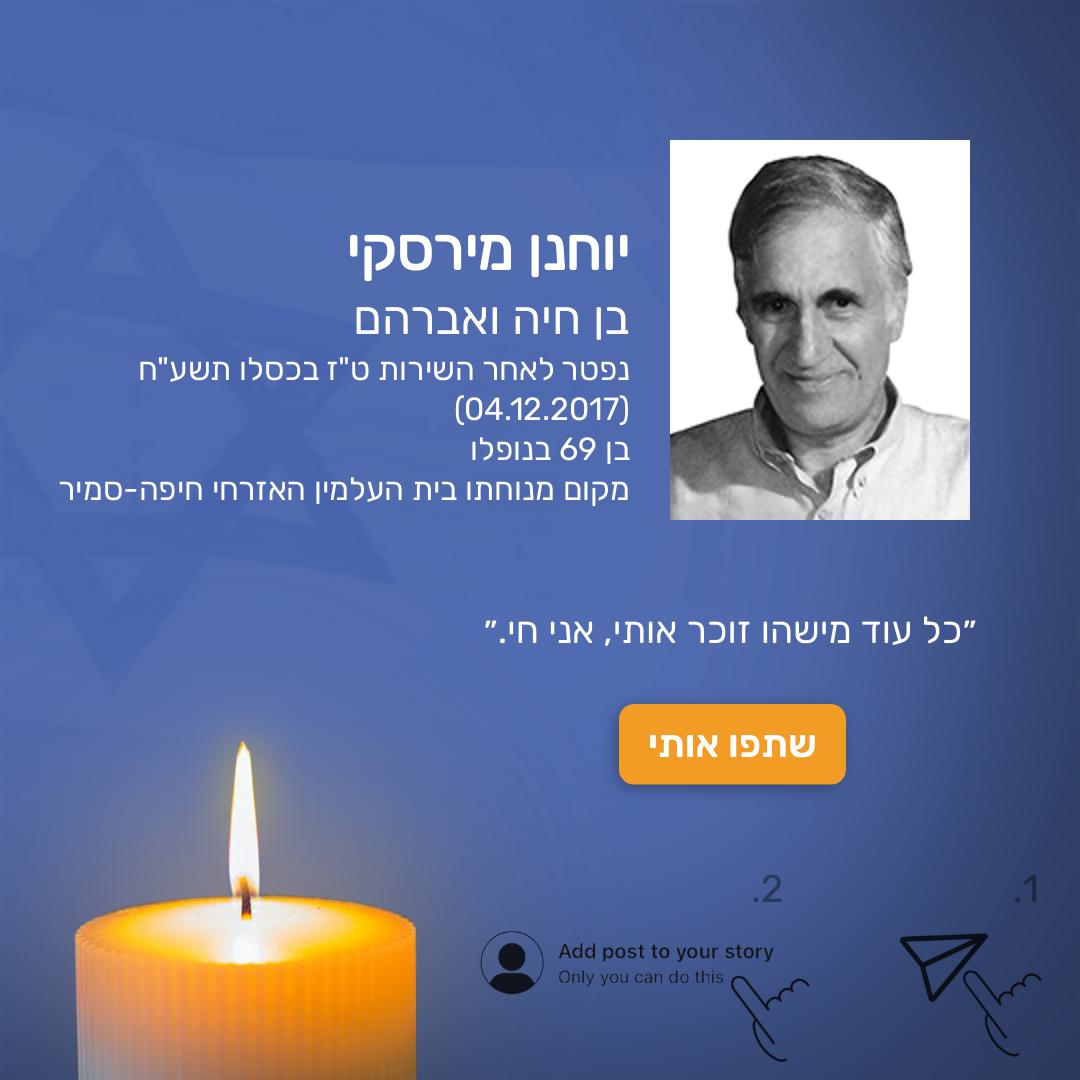 יוחנן מירסקי
בן חיה ואברהם
נפטר לאחר השירות ט"ז בכסלו תשע"ח
(04.12.2017)
בן 69 בנופלו
מקום מנוחתו בית העלמין האזרחי חיפה-סמיר
״כל עוד מישהו זוכר אותי, אני חי.״
שתפו אותי
1.
2.
Add post to your story
Only you can do this